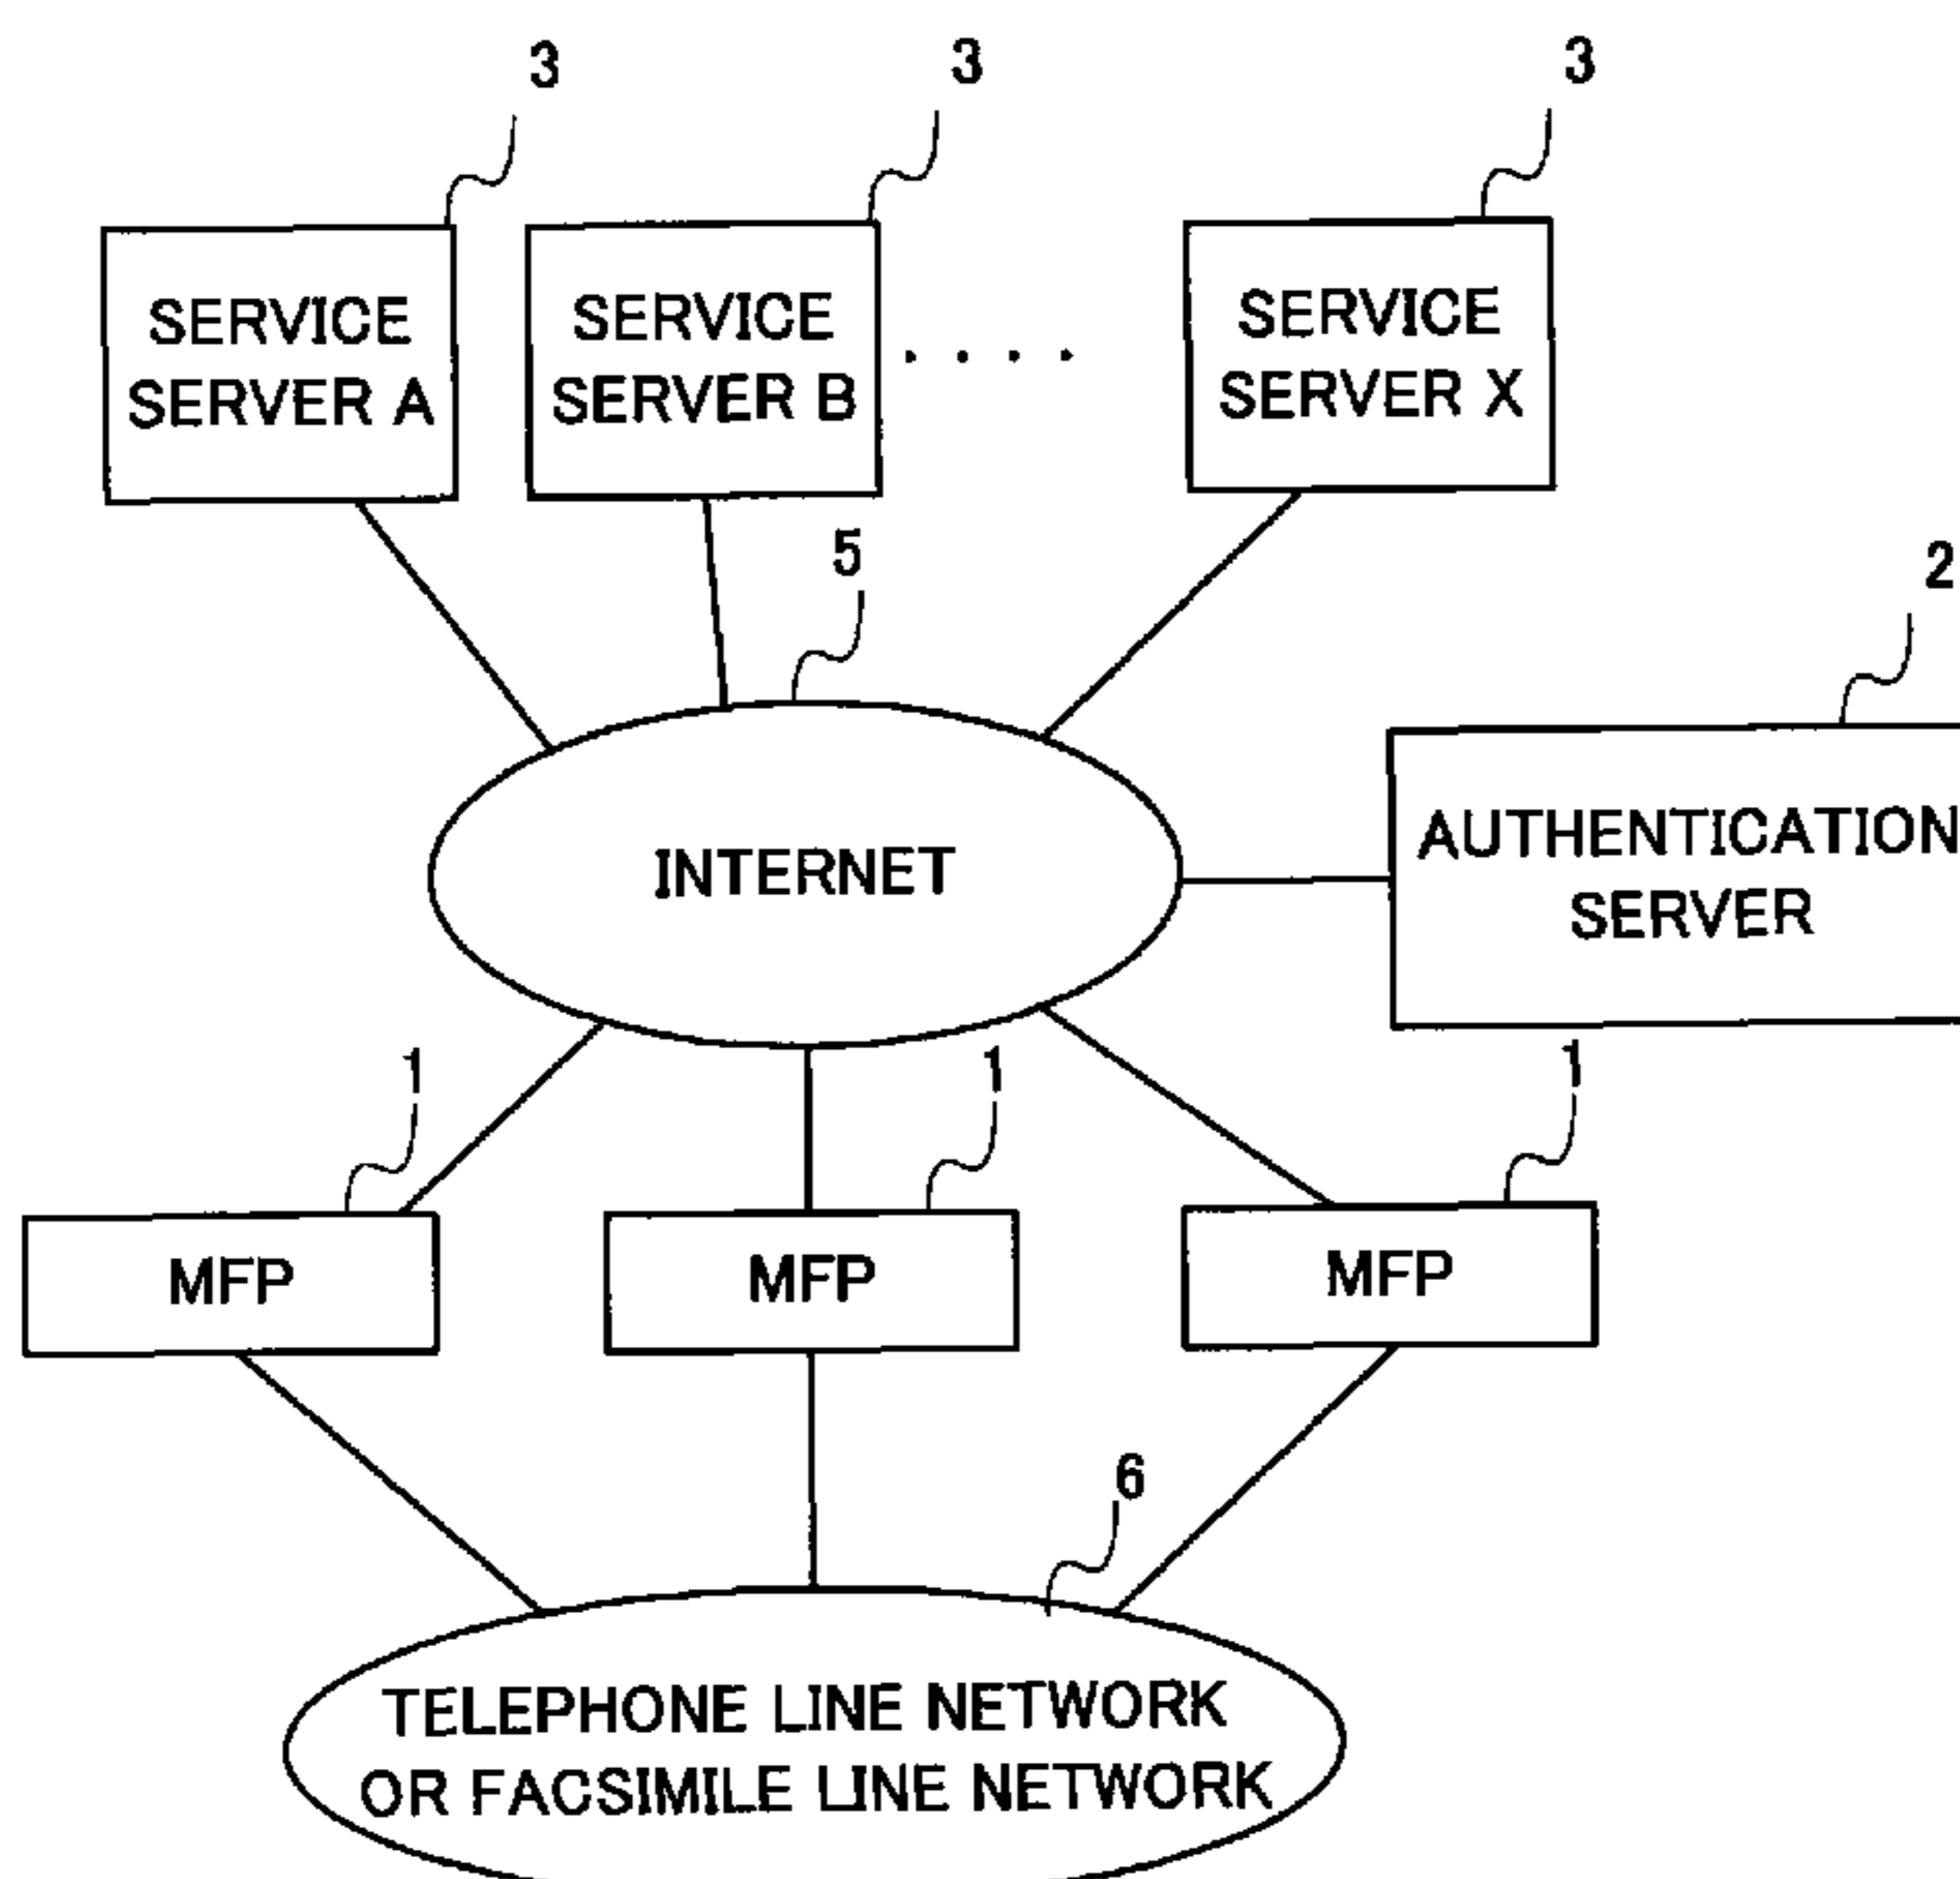 3
3
3
SERVICE
SERVER A
SERVICE
SERVER B
. . . .
SERVICE
SERVER X
5
2
INTERNET
AUTHENTICATION
SERVER
1
1
1
MFP
MFP
MFP
6
TELEPHONE LINE NETWORK
OR FACSIMILE LINE NETWORK